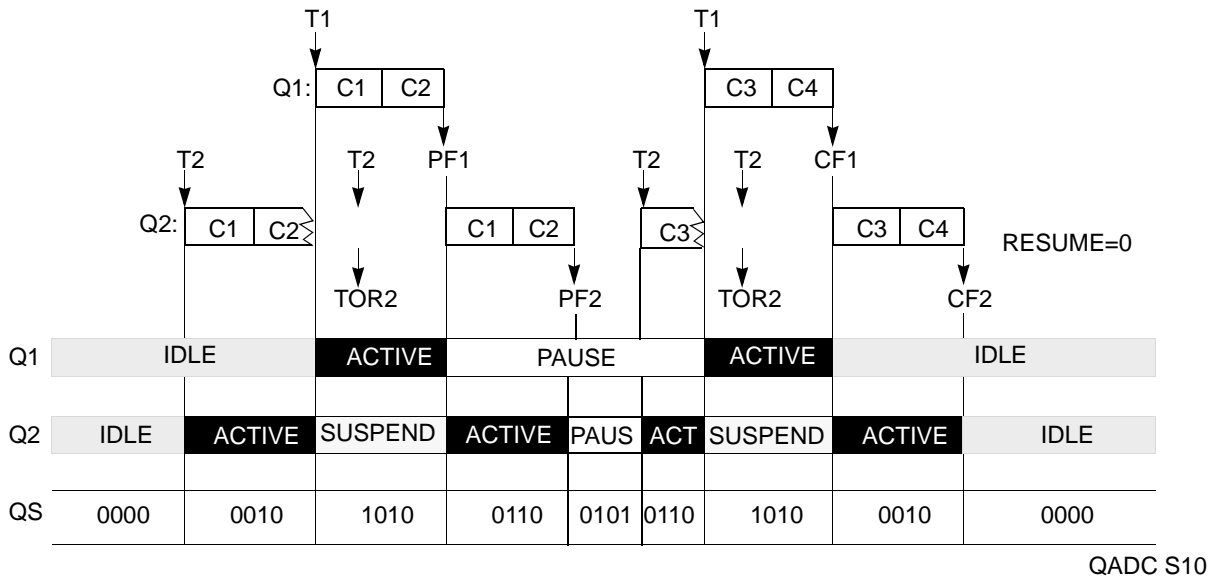 T1 T1
Q1: C1 C2 C3 C4
T2 T2 PF1 T2 T2 CF1
Q2: C1 C2 C1 C2 C3 C3 C4 RESUME=0
TOR2 PF2 TOR2 CF2
Q1 IDLE ACTIVE PAUSE ACTIVE IDLE
Q2 IDLE ACTIVE SUSPEND ACTIVE PAUS ACT SUSPEND ACTIVE IDLE
QS 0000 0010 1010 0110 0101 0110 1010 0010 0000
QADC S10